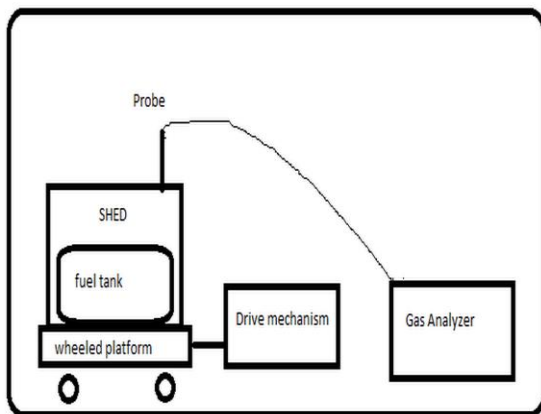 Probe
SHED
fuel tank
Drive mechanism
Gas Analyzer
wheeled platform